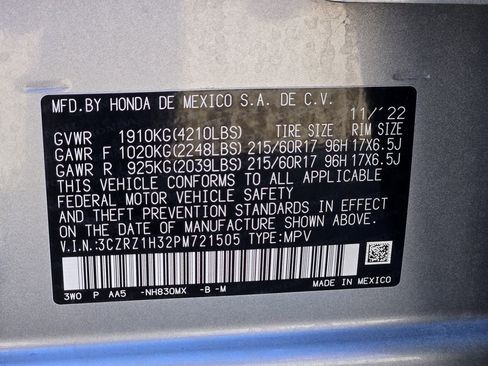 MFD.BY HONDA DE MEXICO S.A. DE C.V. 11/'22
GVWR 1910KG(4210LBS) TIRE SIZE RIM SIZE
GAWR F 1020KG(2248LBS) 215/60R17 96H 17X6.5J
GAWR R 925KG(2039LBS) 215/60R17 96H 17X6.5J
THIS VEHICLE CONFORMS TO ALL APPLICABLE
FEDERAL MOTOR VEHICLE SAFETY
AND THEFT PREVENTION STANDARDS IN EFFECT
ON THE DATE OF MANUFACTURE SHOWN ABOVE.
V.I.N.:3CZRZ1H32PM721505 TYPE:MPV
3W0 P AA5 -NH830MX -B -M MADE IN MEXICO